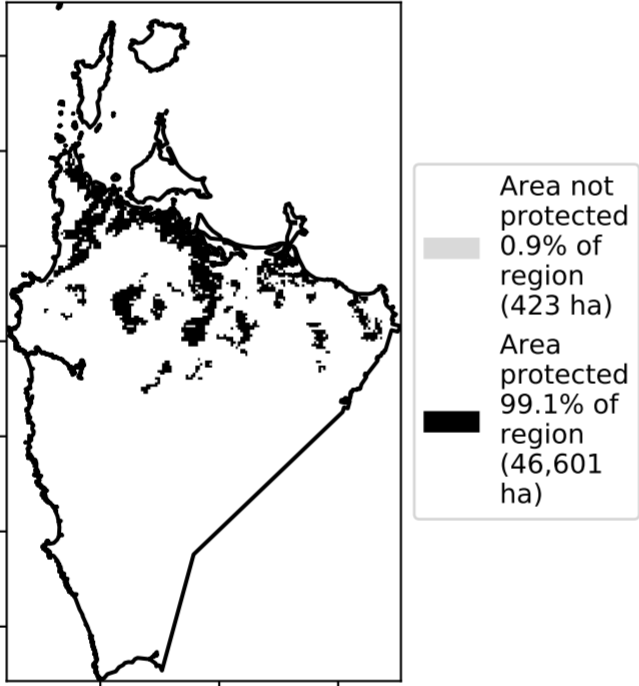 Area not
protected
0.9% of
region
(423 ha)
Area
protected
99.1% of
region
(46,601
ha)